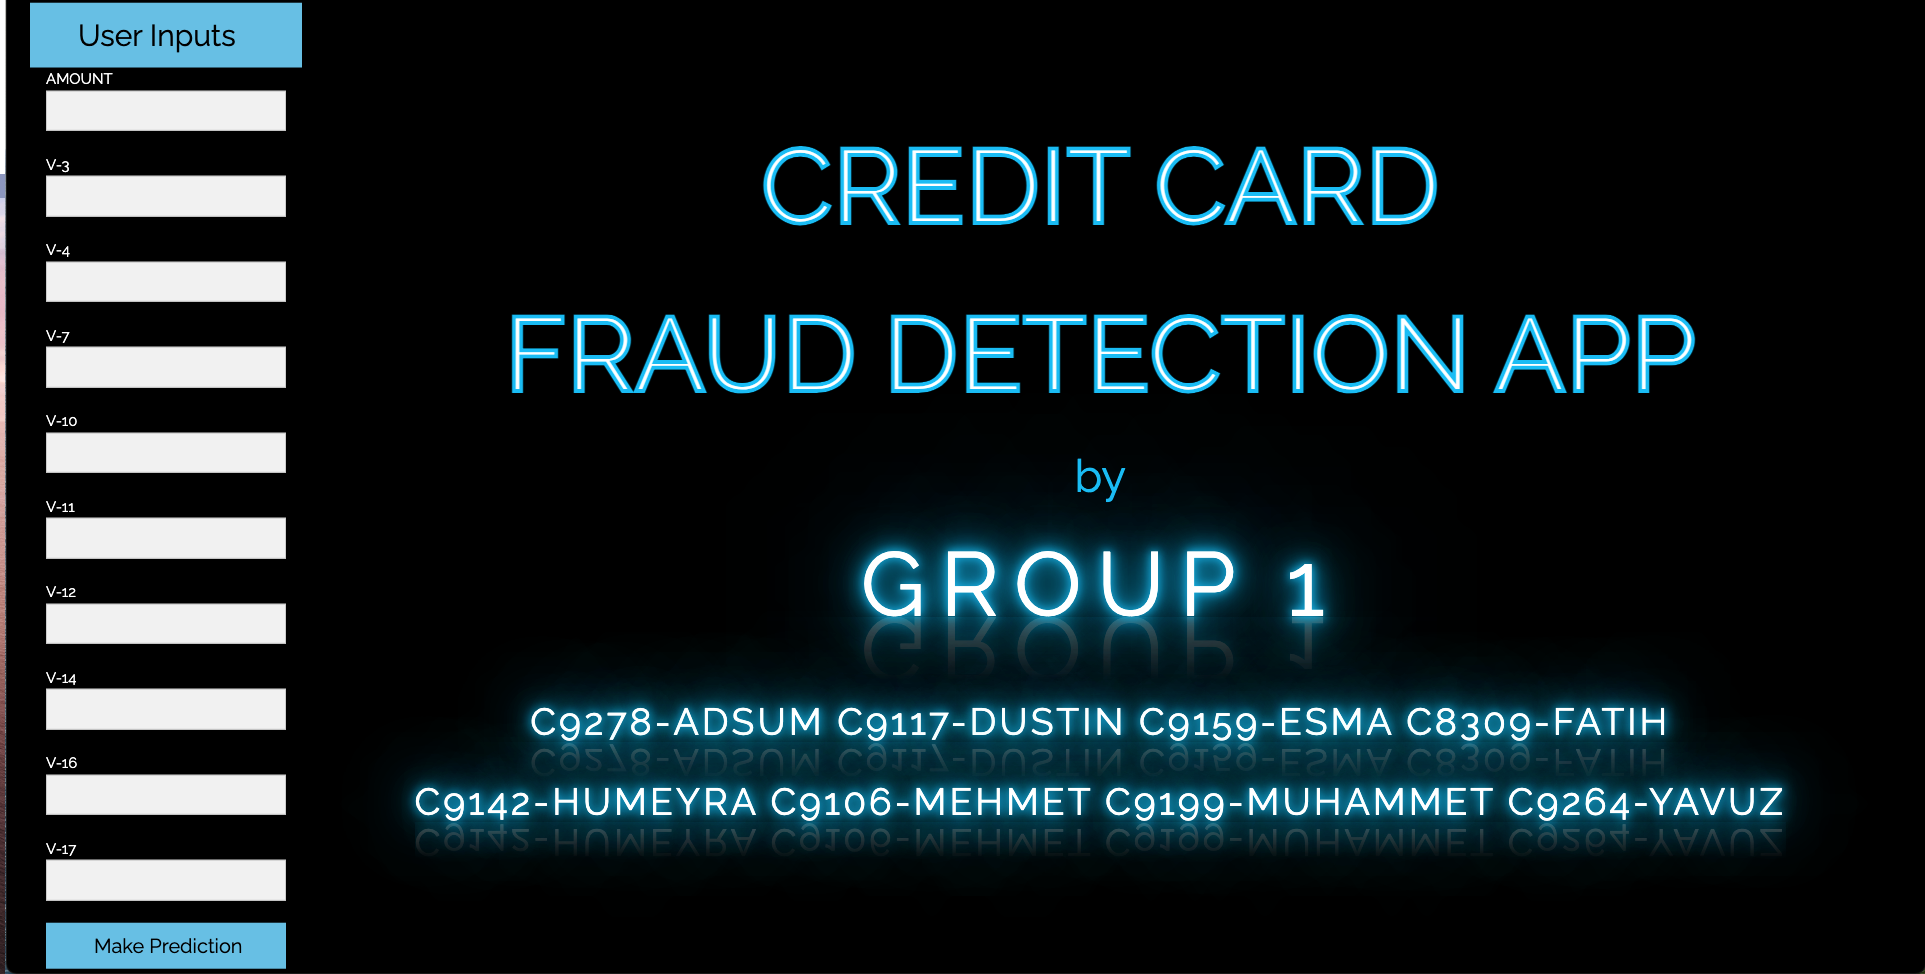 User Inputs
AMOUNT
V-3
V-4
V-7
V-10
V-11
V-12
V-14
V-16
V-17
Make Prediction
CREDIT CARD
FRAUD DETECTION APP
by
GROUP 1
C9278-ADSUM C9117-DUSTIN C9159-ESMA C8309-FATIH
C9142-HUMEYRA C9106-MEHMET C9199-MUHAMMET C9264-YAVUZ